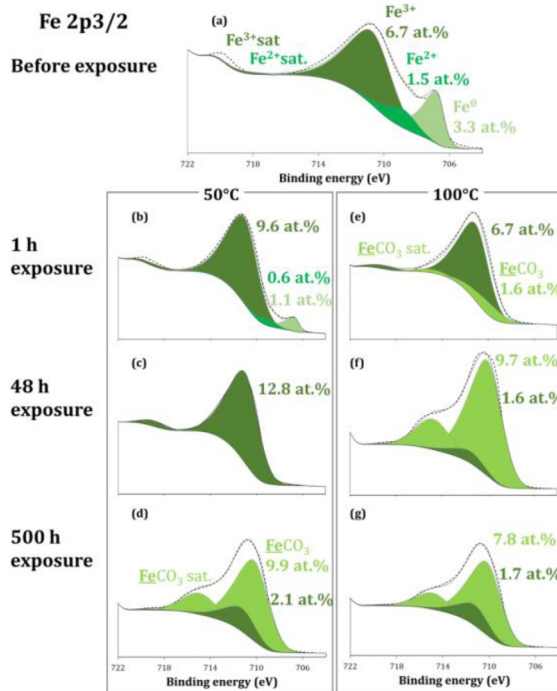 Fe 2p3/2
Before exposure
(a)
Fe³⁺sat
Fe²⁺sat.
Fe³⁺
6.7 at.%
Fe²⁺
1.5 at.%
Fe⁰
3.3 at.%
722 718 714 710 706
Binding energy (eV)
50°C
100°C
1 h
exposure
(b)
9.6 at.%
0.6 at.%
1.1 at.%
(e)
6.7 at.%
FeCO₃ sat.
FeCO₃
1.6 at.%
48 h
exposure
(c)
12.8 at.%
(f)
9.7 at.%
1.6 at.%
500 h
exposure
(d)
FeCO₃ sat.
FeCO₃
9.9 at.%
2.1 at.%
722 718 714 710 706
Binding energy (eV)
(g)
7.8 at.%
1.7 at.%
722 718 714 710 706
Binding energy (eV)